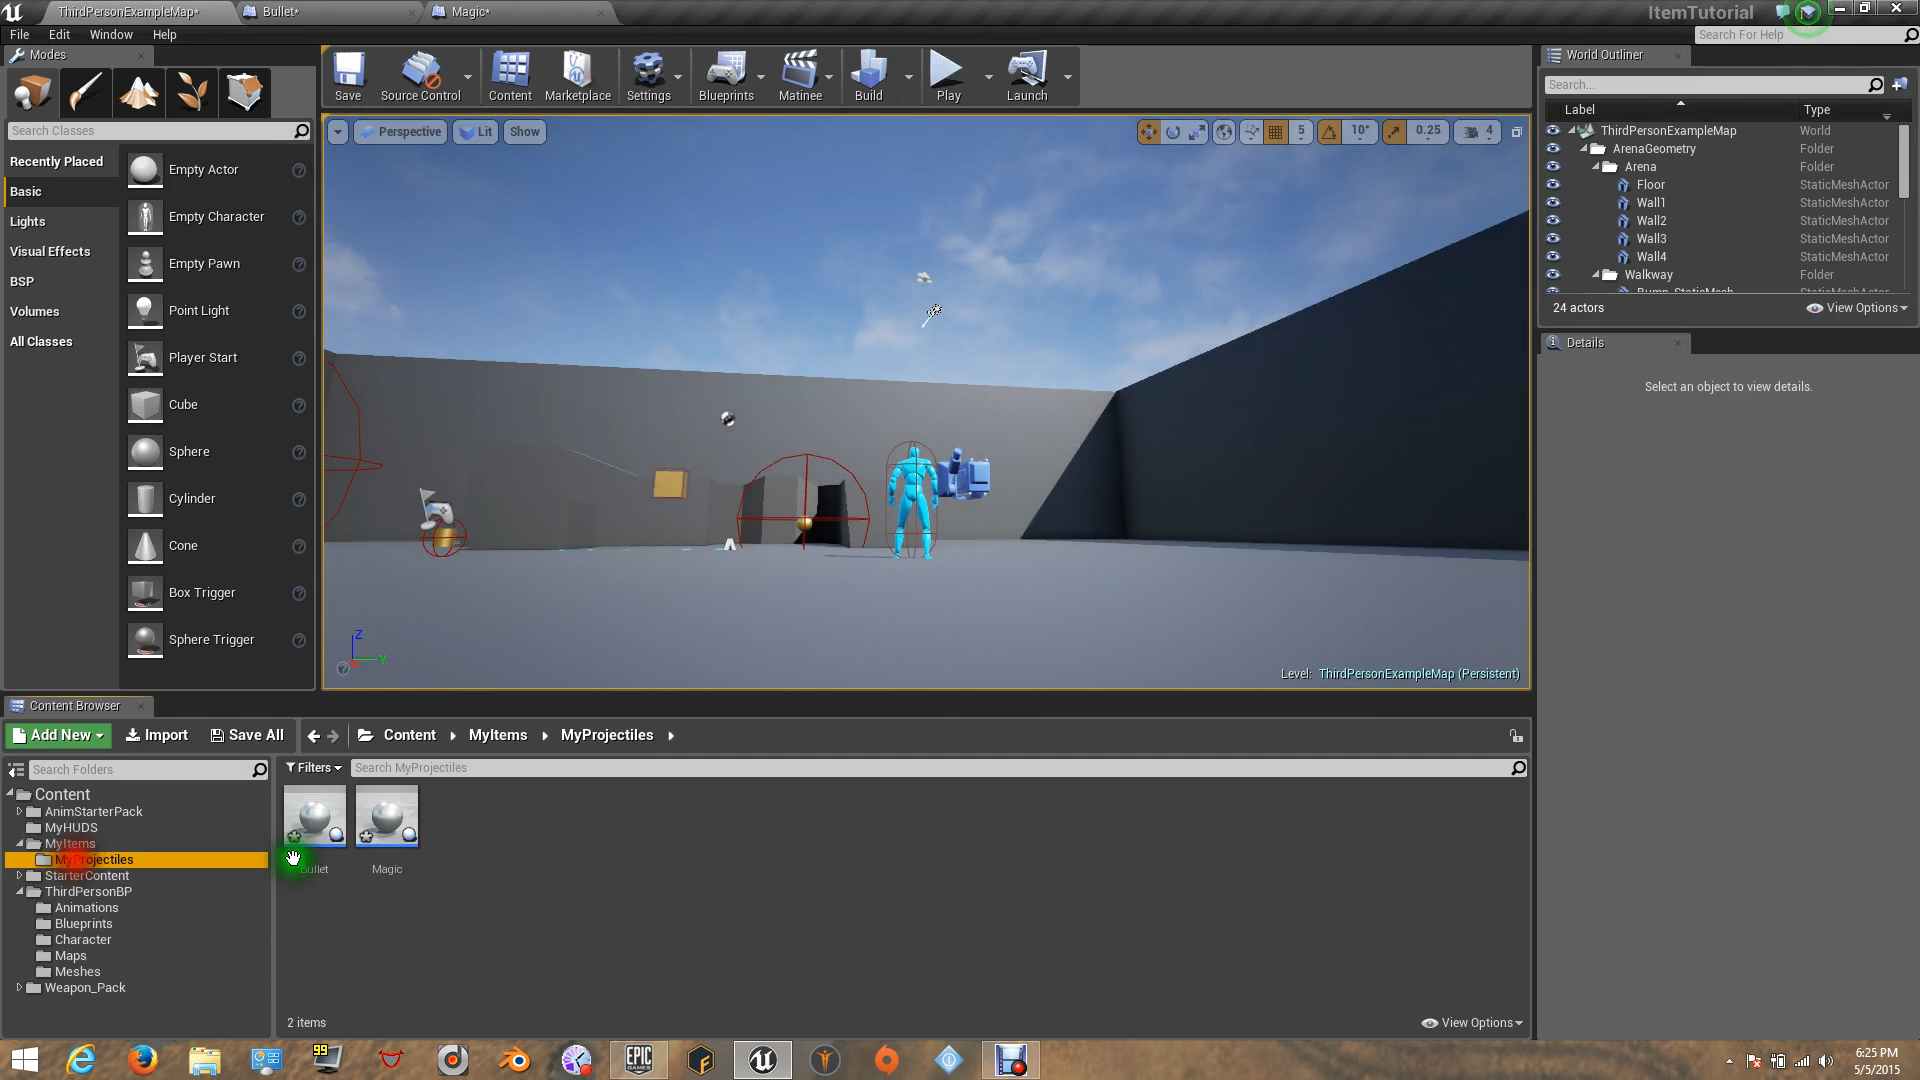 ThirdPersonExampleMap*
Bullet*
Magic*
ItemTutorial
File Edit Window Help
Search For Help
Modes
Save
Source Control
Content
Marketplace
Settings
Blueprints
Matinee
Build
Play
Launch
Search Classes
Recently Placed
Basic
Lights
Visual Effects
BSP
Volumes
All Classes
Empty Actor
Empty Character
Empty Pawn
Point Light
Player Start
Cube
Sphere
Cylinder
Cone
Box Trigger
Sphere Trigger
Perspective
Lit
Show
5
10°
0.25
4
Z
Y
X
Level: ThirdPersonExampleMap (Persistent)
World Outliner
Search...
Label Type
ThirdPersonExampleMap World
ArenaGeometry Folder
Arena Folder
Floor StaticMeshActor
Wall1 StaticMeshActor
Wall2 StaticMeshActor
Wall3 StaticMeshActor
Wall4 StaticMeshActor
Walkway Folder
Bump_StaticMesh StaticMeshActor
24 actors
View Options
Details
Select an object to view details.
Content Browser
Add New
Import
Save All
Content MyItems MyProjectiles
Search Folders
Filters
Search MyProjectiles
Content
AnimStarterPack
MyHUDS
MyItems
MyProjectiles
StarterContent
ThirdPersonBP
Animations
Blueprints
Character
Maps
Meshes
Weapon_Pack
Bullet
Magic
2 items
View Options
99
EPIC
GAMES
6:25 PM
5/5/2015